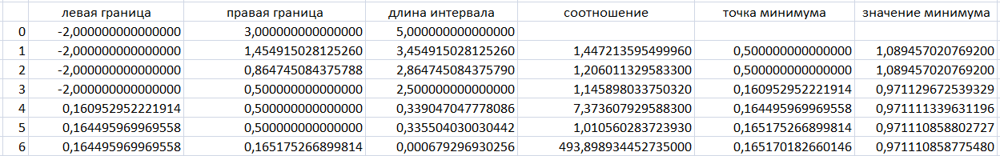 левая граница правая граница длина интервала соотношение точка минимума значение минимума
0 -2,000000000000000 3,000000000000000 5,000000000000000
1 -2,000000000000000 1,454915028125260 3,454915028125260 1,447213595499960 0,500000000000000 1,089457020769200
2 -2,000000000000000 0,864745084375788 2,864745084375790 1,206011329583300 0,500000000000000 1,089457020769200
3 -2,000000000000000 0,500000000000000 2,500000000000000 1,145898033750320 0,160952952221914 0,971129672539329
4 0,160952952221914 0,500000000000000 0,339047047778086 7,373607929588300 0,164495969969558 0,971111339631196
5 0,164495969969558 0,500000000000000 0,335504030030442 1,010560283723930 0,165175266899814 0,971110858802727
6 0,164495969969558 0,165175266899814 0,000679296930256 493,898934452735000 0,165170182660146 0,971110858775480